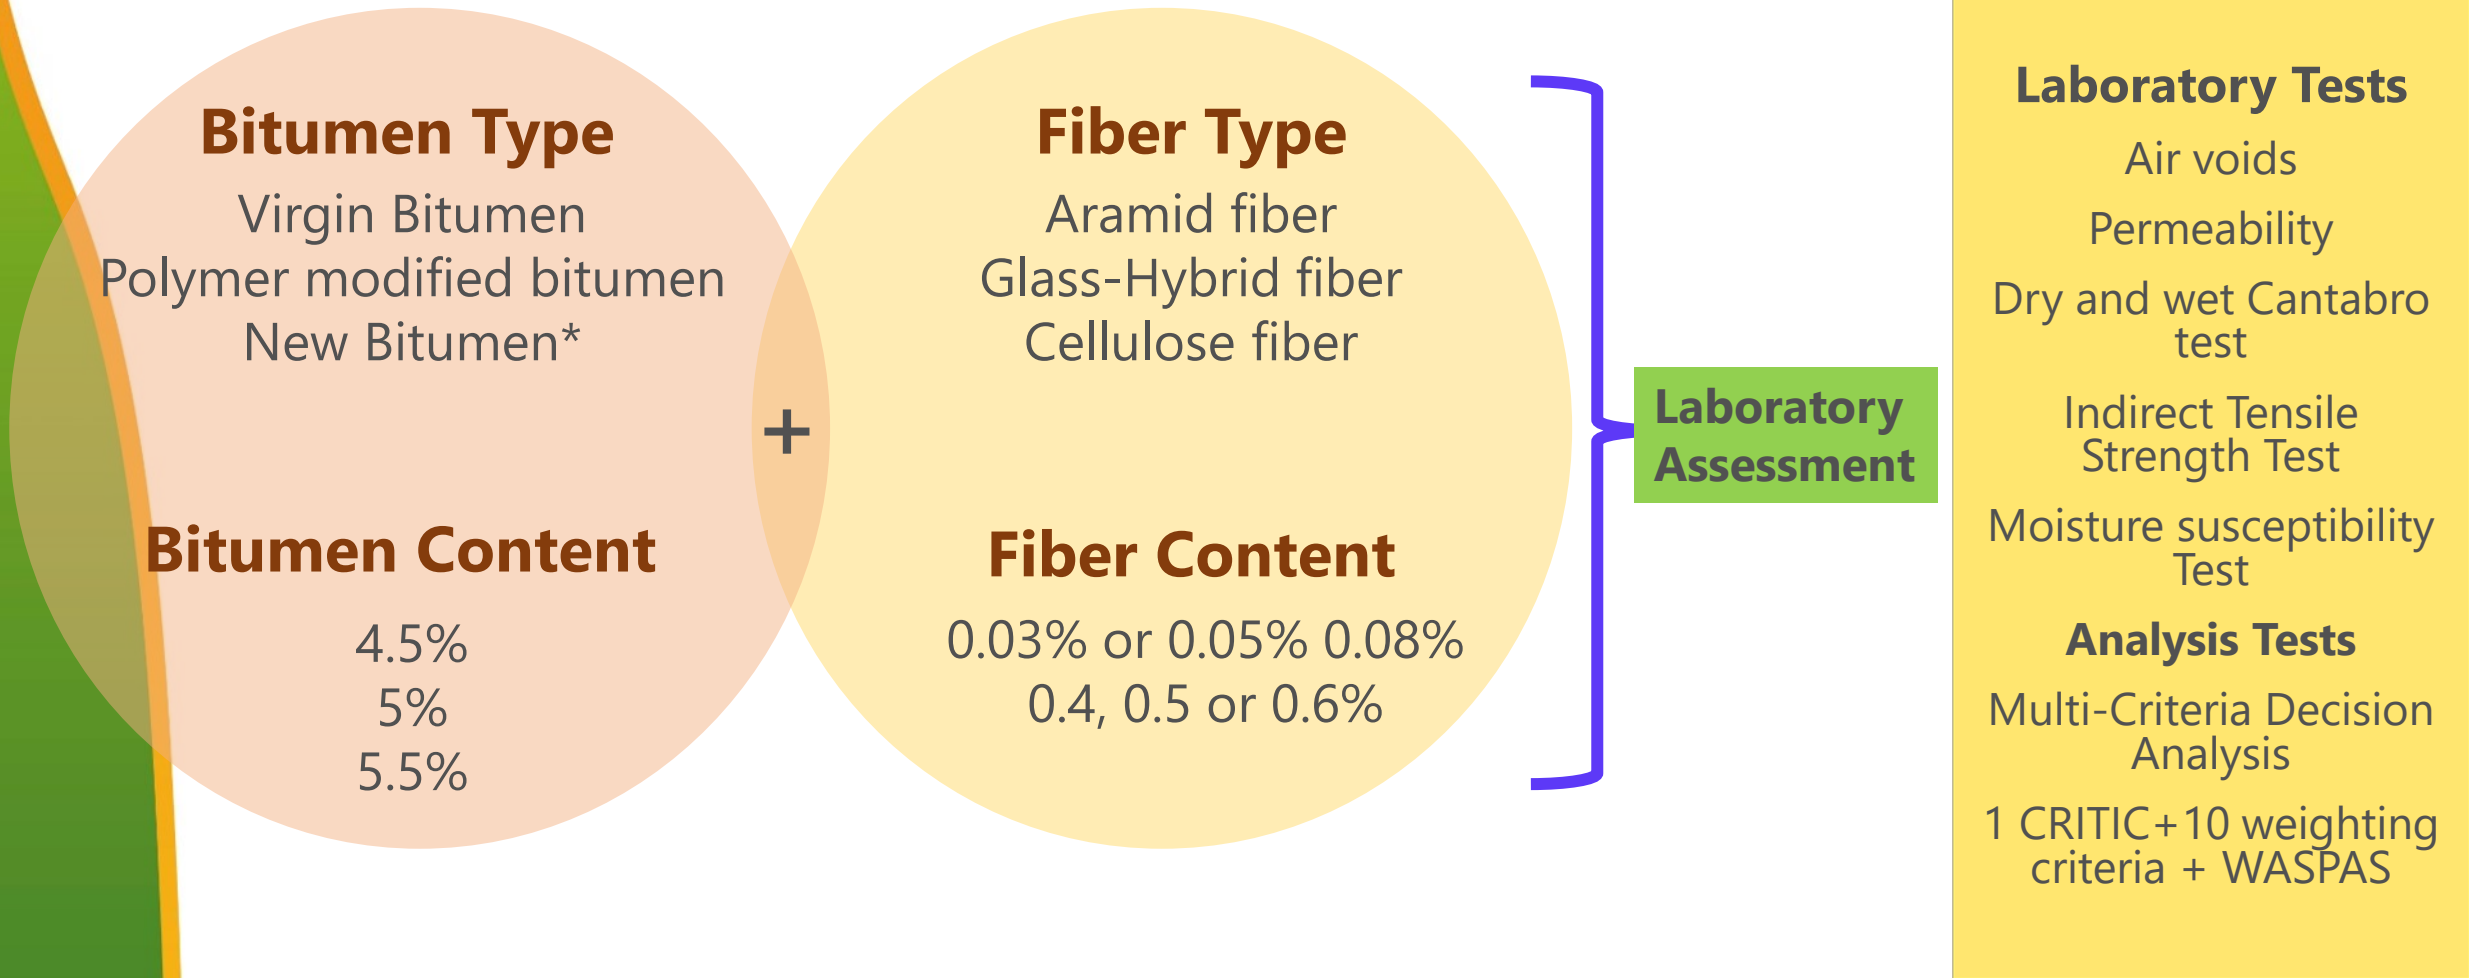 Bitumen Type
Virgin Bitumen
Polymer modified bitumen
New Bitumen*
Bitumen Content
4.5%
5%
5.5%
+
Fiber Type
Aramid fiber
Glass-Hybrid fiber
Cellulose fiber
Fiber Content
0.03% or 0.05% 0.08%
0.4, 0.5 or 0.6%
Laboratory
Assessment
Laboratory Tests
Air voids
Permeability
Dry and wet Cantabro
test
Indirect Tensile
Strength Test
Moisture susceptibility
Test
Analysis Tests
Multi-Criteria Decision
Analysis
1 CRITIC+10 weighting
criteria + WASPAS